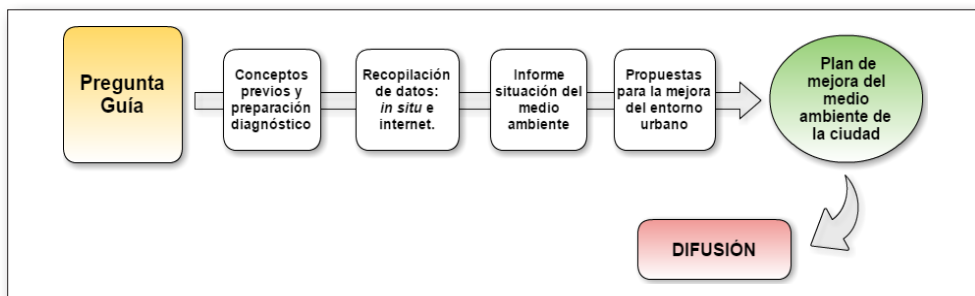 Pregunta
Guía
Conceptos
previos y
preparación
diagnóstico
Recopilación
de datos:
in situ e
internet.
Informe
situación del
medio
ambiente
Propuestas
para la mejora
del entorno
urbano
Plan de
mejora del
medio
ambiente de
la ciudad
DIFUSIÓN